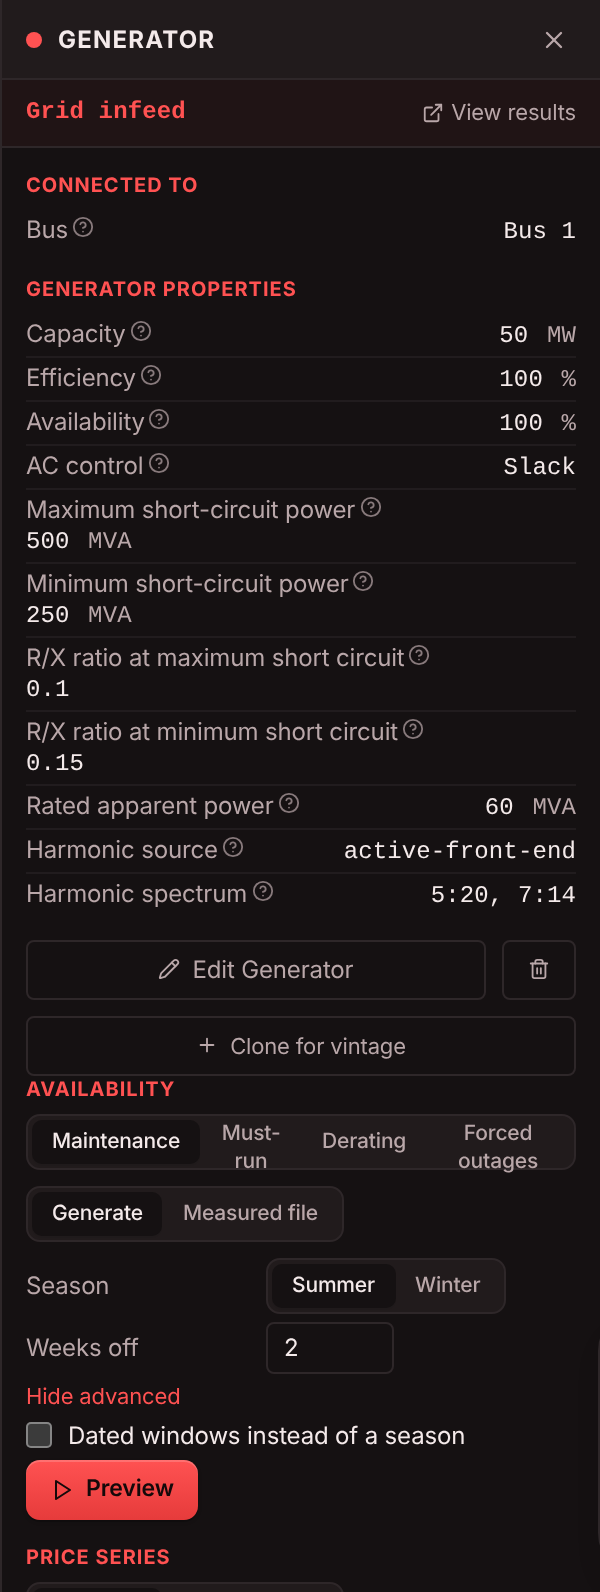 GENERATOR
Grid infeed
View results
CONNECTED TO
Bus
Bus 1
GENERATOR PROPERTIES
Capacity
50 MW
Efficiency
100 %
Availability
100 %
AC control
Slack
Maximum short-circuit power
500 MVA
Minimum short-circuit power
250 MVA
R/X ratio at maximum short circuit
0.1
R/X ratio at minimum short circuit
0.15
Rated apparent power
60 MVA
Harmonic source
active-front-end
Harmonic spectrum
5:20, 7:14
Edit Generator
+ Clone for vintage
AVAILABILITY
Maintenance
Must-
run
Derating
Forced
outages
Generate
Measured file
Season
Summer
Winter
Weeks off
2
Hide advanced
Dated windows instead of a season
Preview
PRICE SERIES